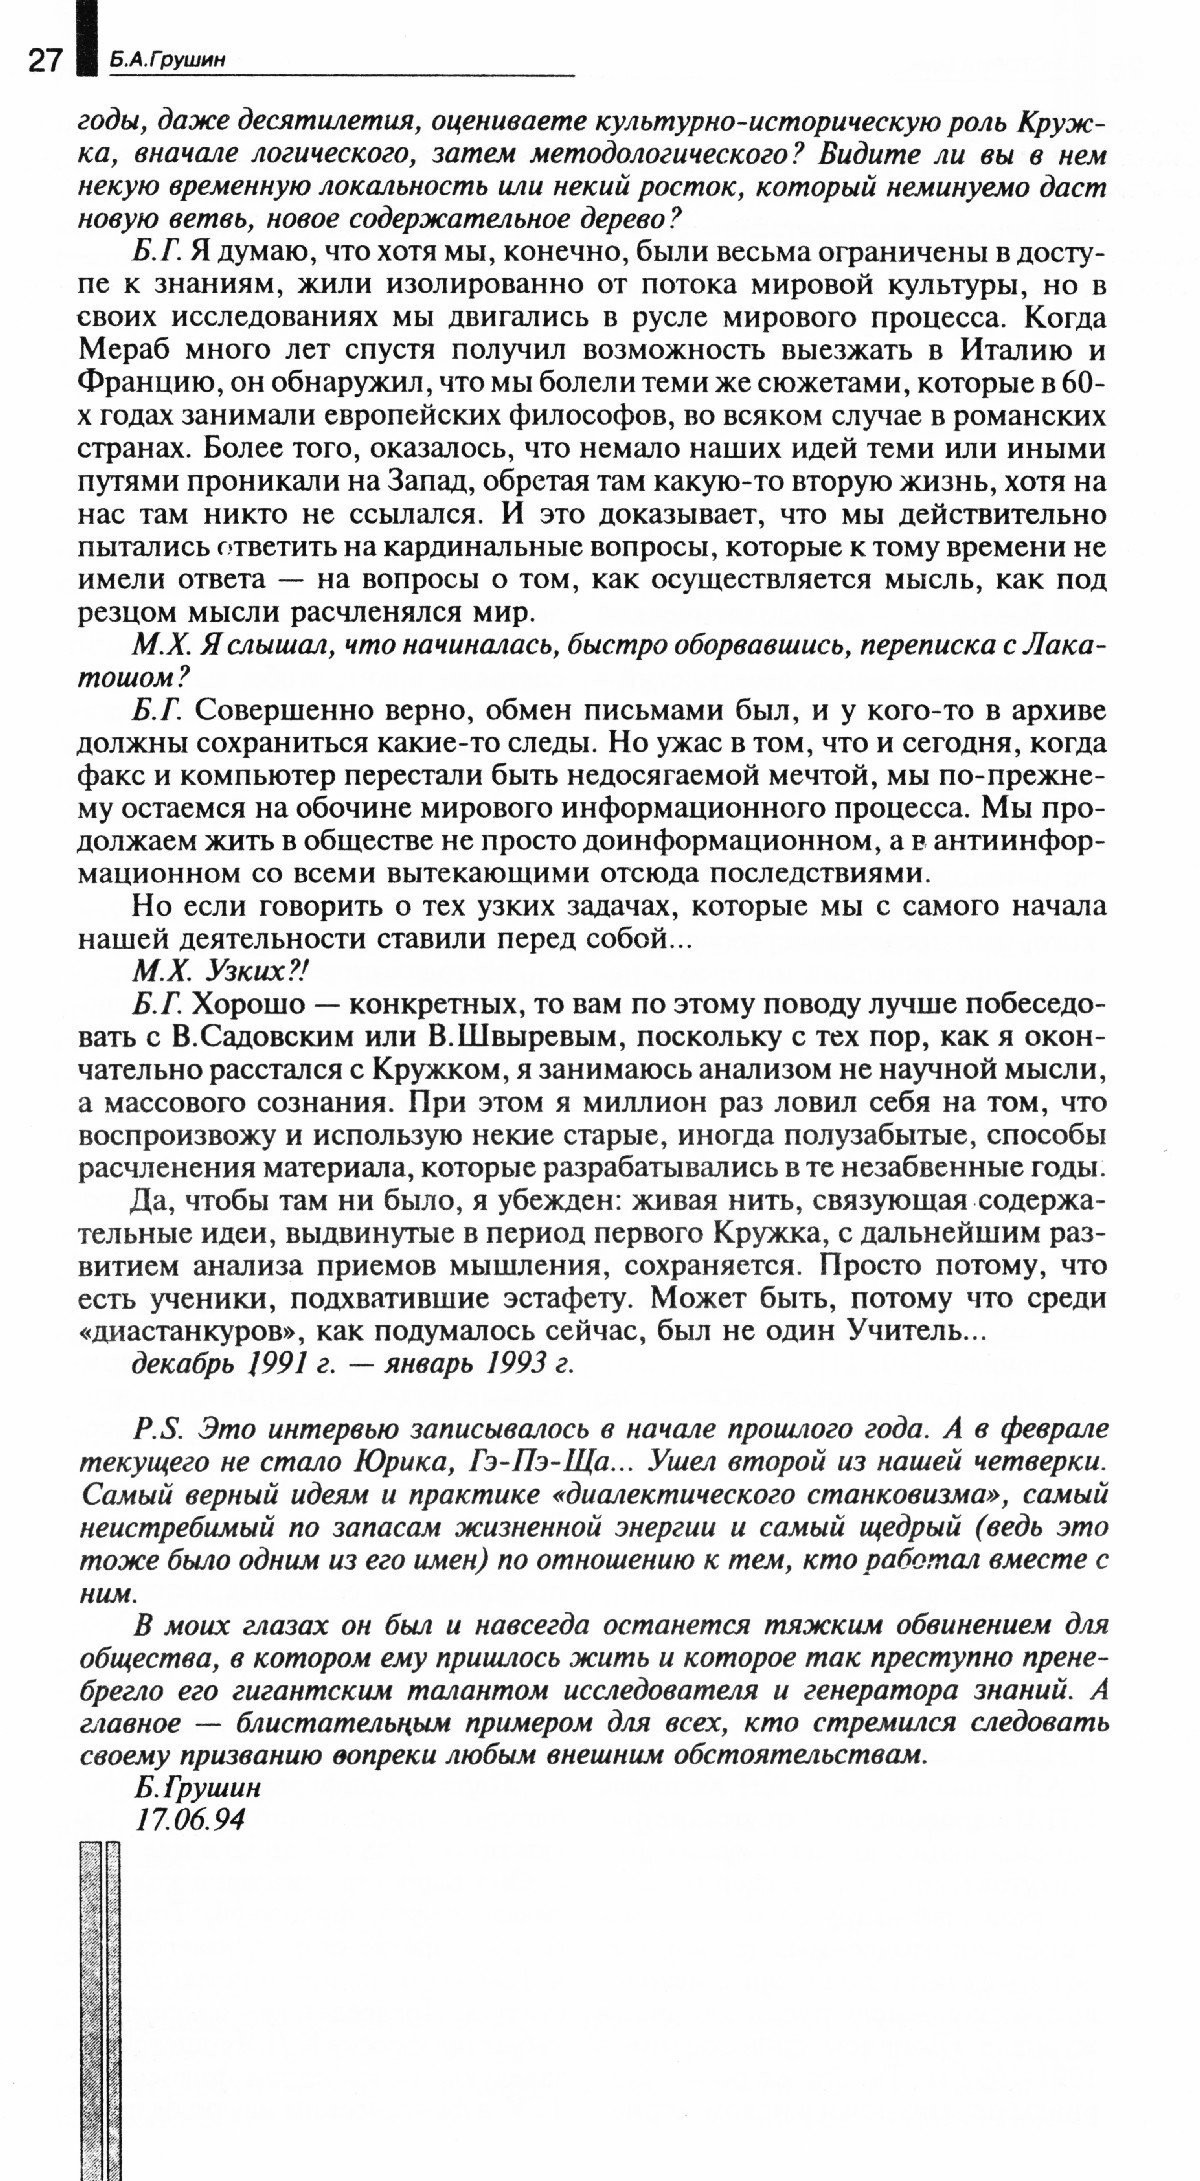 27 Б.А.Грушин
годы, даже десятилетия, оцениваете культурно-историческую роль Круж-
ка, вначале логического, затем методологического? Видите ли вы в нем
некую временную локальность или некий росток, который неминуемо даст
новую ветвь, новое содержательное дерево?
Б.Г. Я думаю, что хотя мы, конечно, были весьма ограничены в досту-
пе к знаниям, жили изолированно от потока мировой культуры, но в
своих исследованиях мы двигались в русле мирового процесса. Когда
Мераб много лет спустя получил возможность выезжать в Италию и
Францию, он обнаружил, что мы болели теми же сюжетами, которые в 60-
х годах занимали европейских философов, во всяком случае в романских
странах. Более того, оказалось, что немало наших идей теми или иными
путями проникали на Запад, обретая там какую-то вторую жизнь, хотя на
нас там никто не ссылался. И это доказывает, что мы действительно
пытались ответить на кардинальные вопросы, которые к тому времени не
имели ответа — на вопросы о том, как осуществляется мысль, как под
резцом мысли расчленялся мир.
М.Х. Я слышал, что начиналась, быстро оборвавшись, переписка с Лака-
тошом?
Б.Г. Совершенно верно, обмен письмами был, и у кого-то в архиве
должны сохраниться какие-то следы. Но ужас в том, что и сегодня, когда
факс и компьютер перестали быть недосягаемой мечтой, мы по-прежне-
му остаемся на обочине мирового информационного процесса. Мы про-
должаем жить в обществе не просто доинформационном, а в антиинфор-
мационном со всеми вытекающими отсюда последствиями.
Но если говорить о тех узких задачах, которые мы с самого начала
нашей деятельности ставили перед собой...
М.Х. Узких?!
Б.Г. Хорошо — конкретных, то вам по этому поводу лучше побеседо-
вать с В.Садовским или В.Швыревым, поскольку с тех пор, как я окон-
чательно расстался с Кружком, я занимаюсь анализом не научной мысли,
а массового сознания. При этом я миллион раз ловил себя на том, что
воспроизвожу и использую некие старые, иногда полузабытые, способы
расчленения материала, которые разрабатывались в те незабвенные годы.
Да, чтобы там ни было, я убежден: живая нить, связующая содержа-
тельные идеи, выдвинутые в период первого Кружка, с дальнейшим раз-
витием анализа приемов мышления, сохраняется. Просто потому, что
есть ученики, подхватившие эстафету. Может быть, потому что среди
«диастанкуров», как подумалось сейчас, был не один Учитель...
декабрь 1991 г. — январь 1993 г.
P.S. Это интервью записывалось в начале прошлого года. А в феврале
текущего не стало Юрика, Гэ-Пэ-Ща... Ушел второй из нашей четверки.
Самый верный идеям и практике «диалектического станковизма», самый
неистребимый по запасам жизненной энергии и самый щедрый (ведь это
тоже было одним из его имен) по отношению к тем, кто работал вместе с
ним.
В моих глазах он был и навсегда останется тяжким обвинением для
общества, в котором ему пришлось жить и которое так преступно прене-
брегло его гигантским талантом исследователя и генератора знаний. А
главное — блистательным примером для всех, кто стремился следовать
своему призванию вопреки любым внешним обстоятельствам.
Б.Грушин
17.06.94